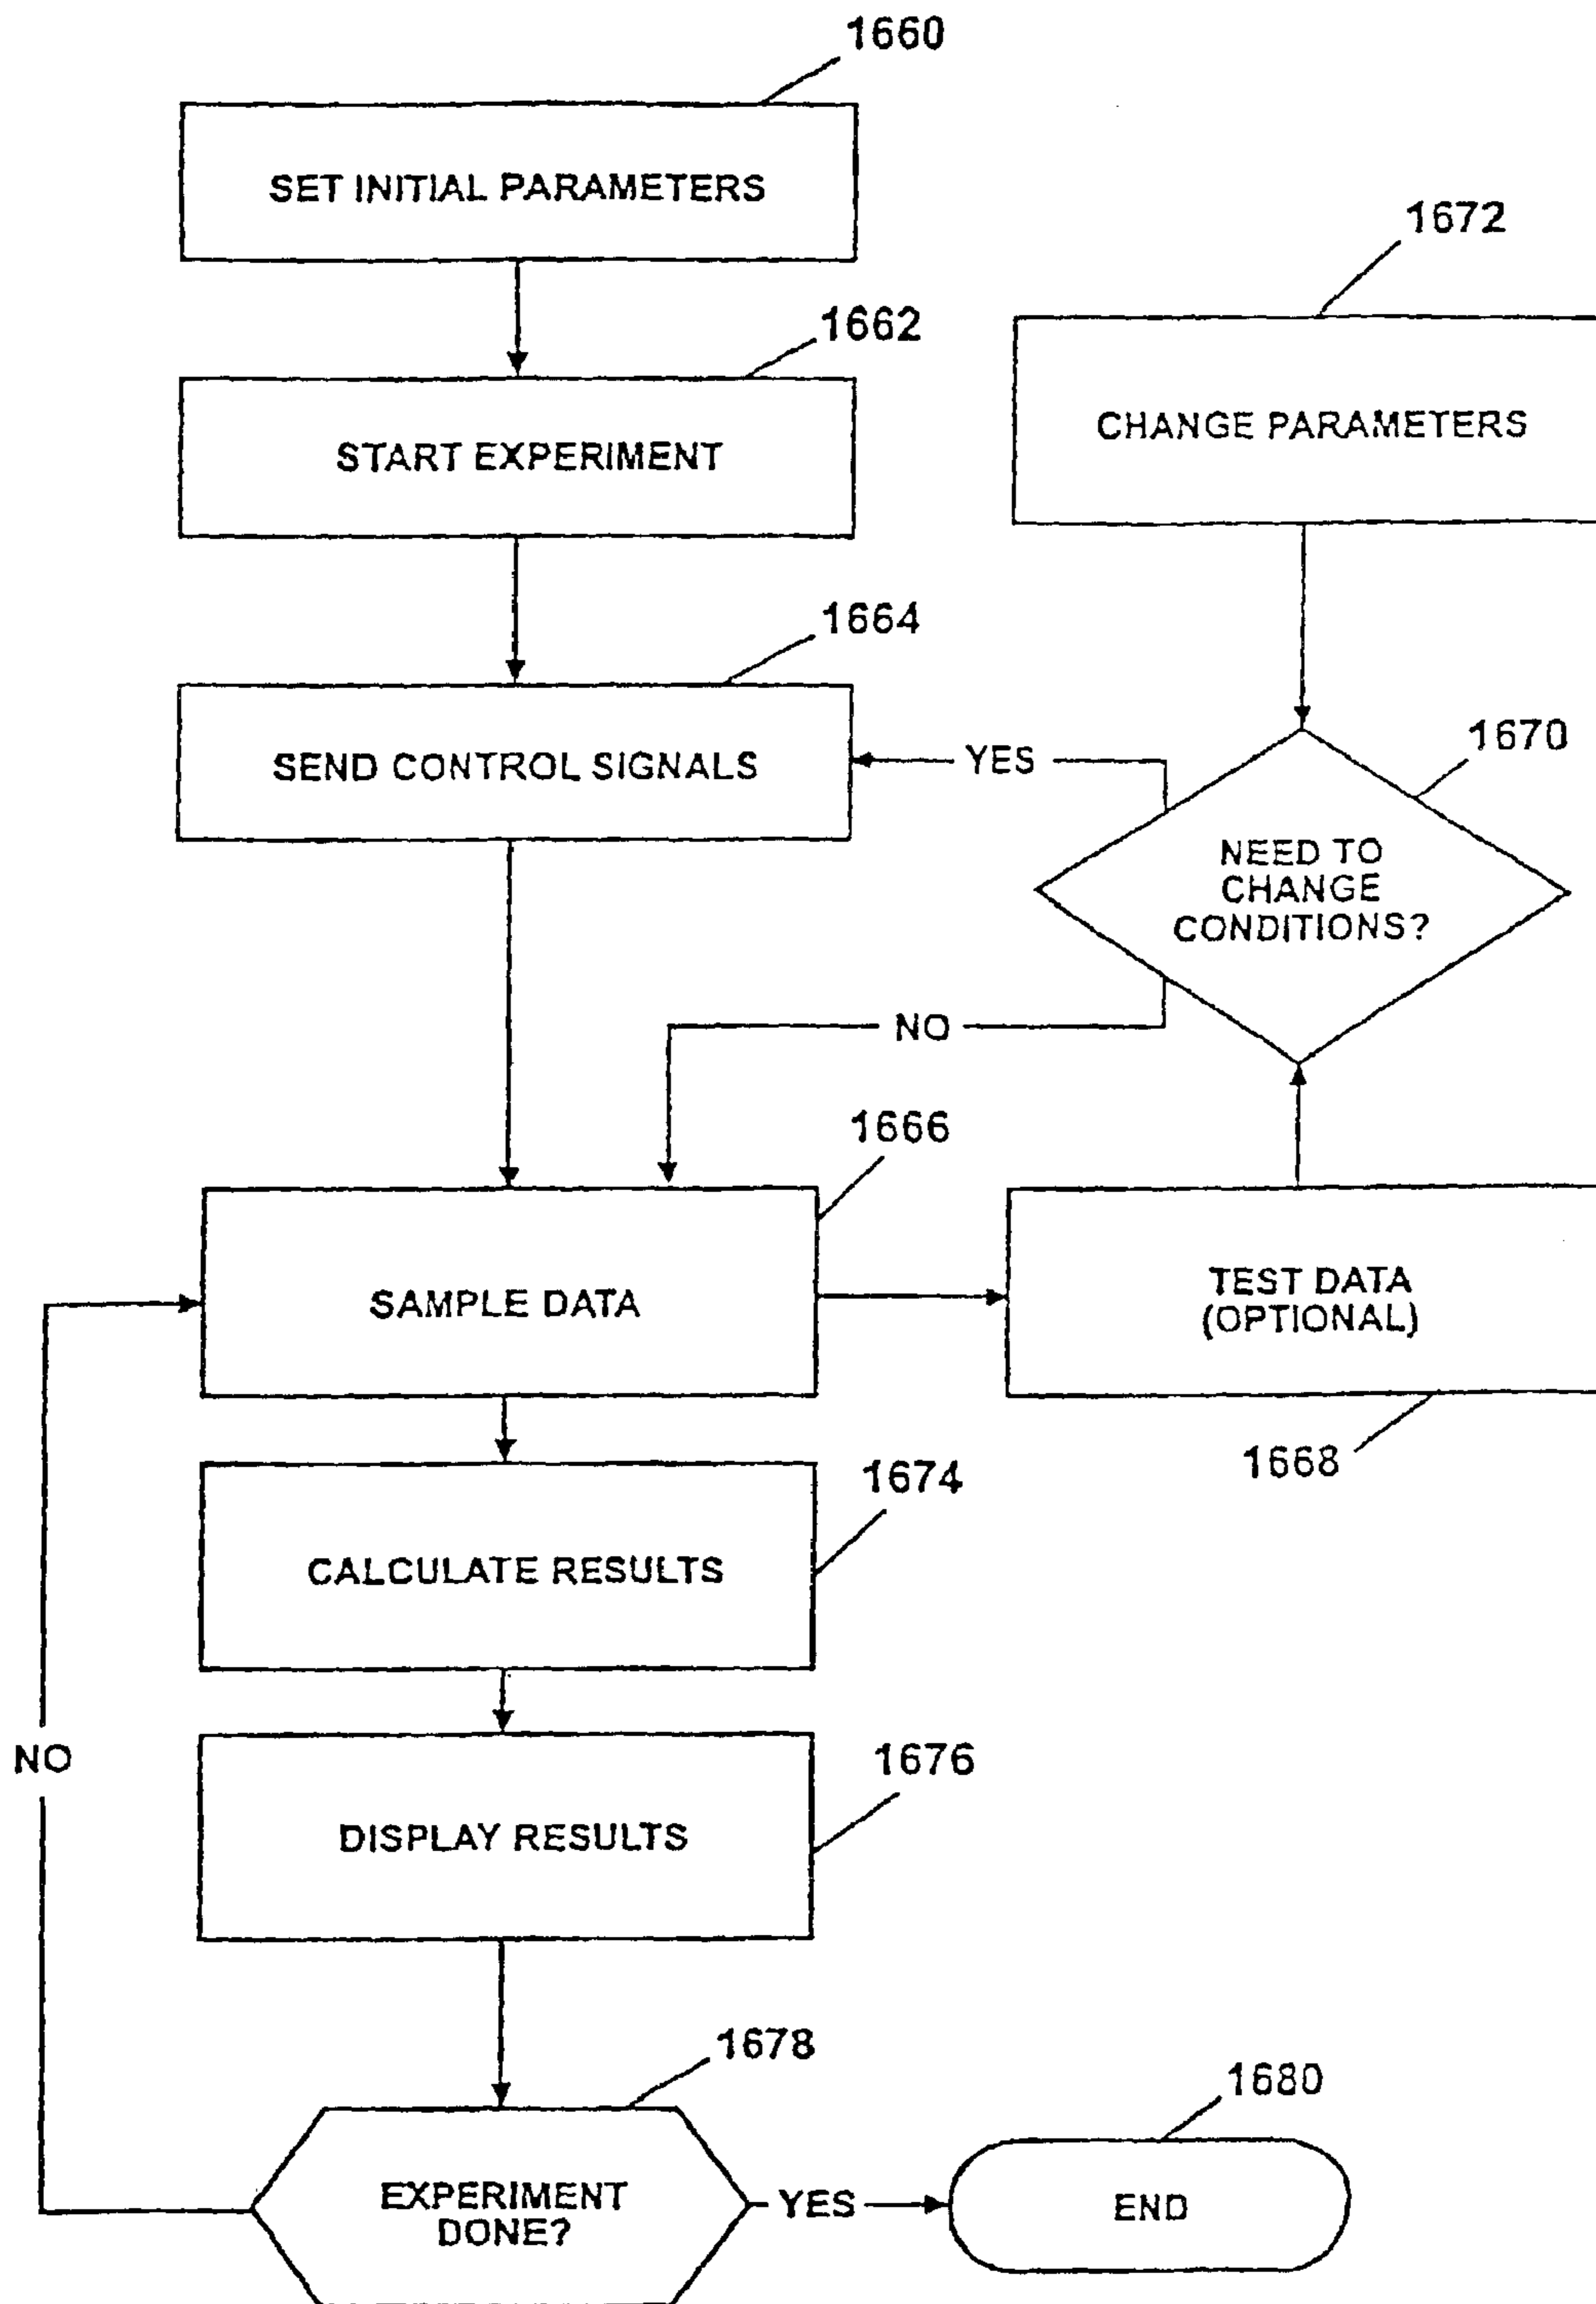 1660
SET INITIAL PARAMETERS
1672
1662
START EXPERIMENT
CHANGE PARAMETERS
1664
SEND CONTROL SIGNALS
YES
1670
NEED TO
CHANGE
CONDITIONS?
NO
1666
SAMPLE DATA
TEST DATA
(OPTIONAL)
1668
1674
CALCULATE RESULTS
NO
1676
DISPLAY RESULTS
1678
1680
EXPERIMENT
DONE?
YES
END